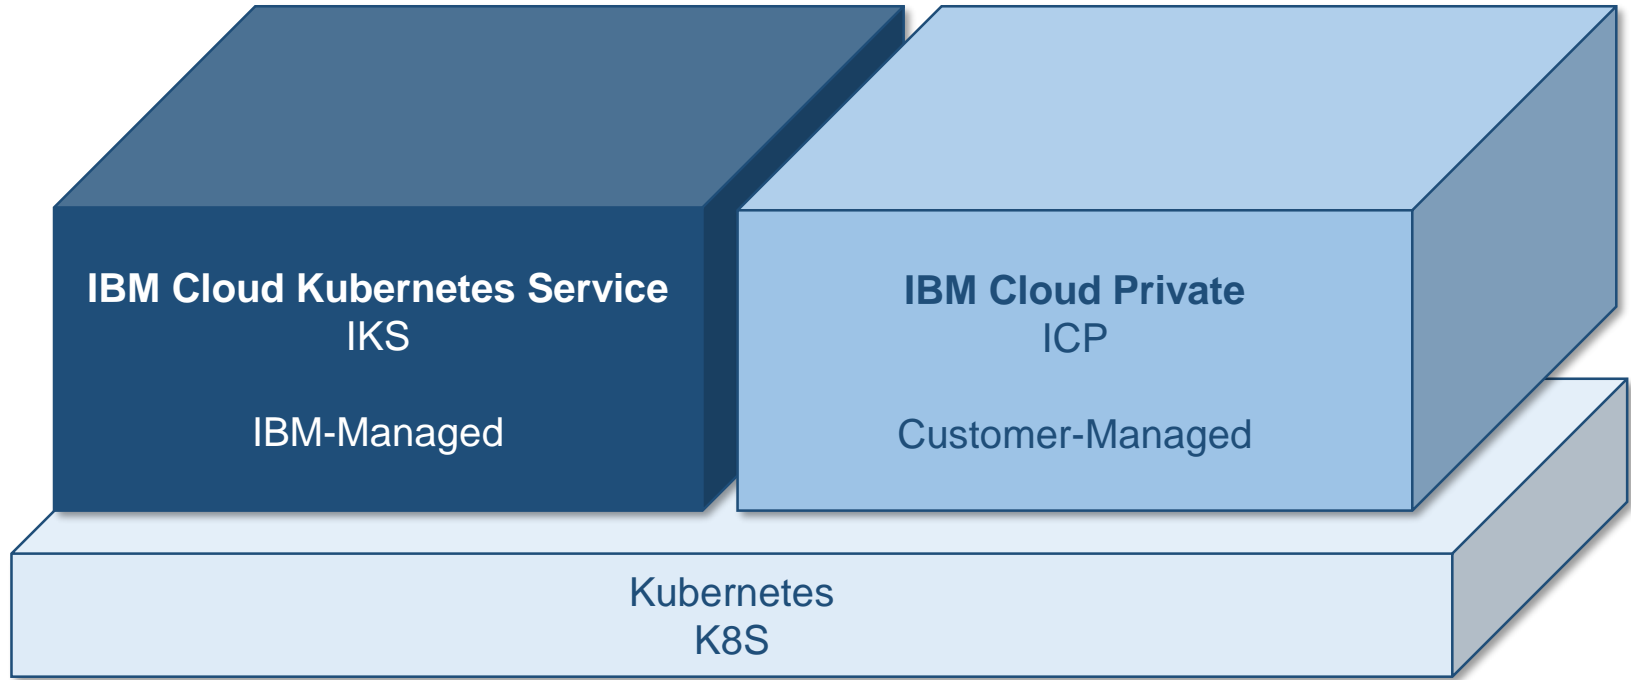 IBM Cloud Kubernetes Service
IKS
IBM-Managed
IBM Cloud Private
ICP
Customer-Managed
Kubernetes
K8S